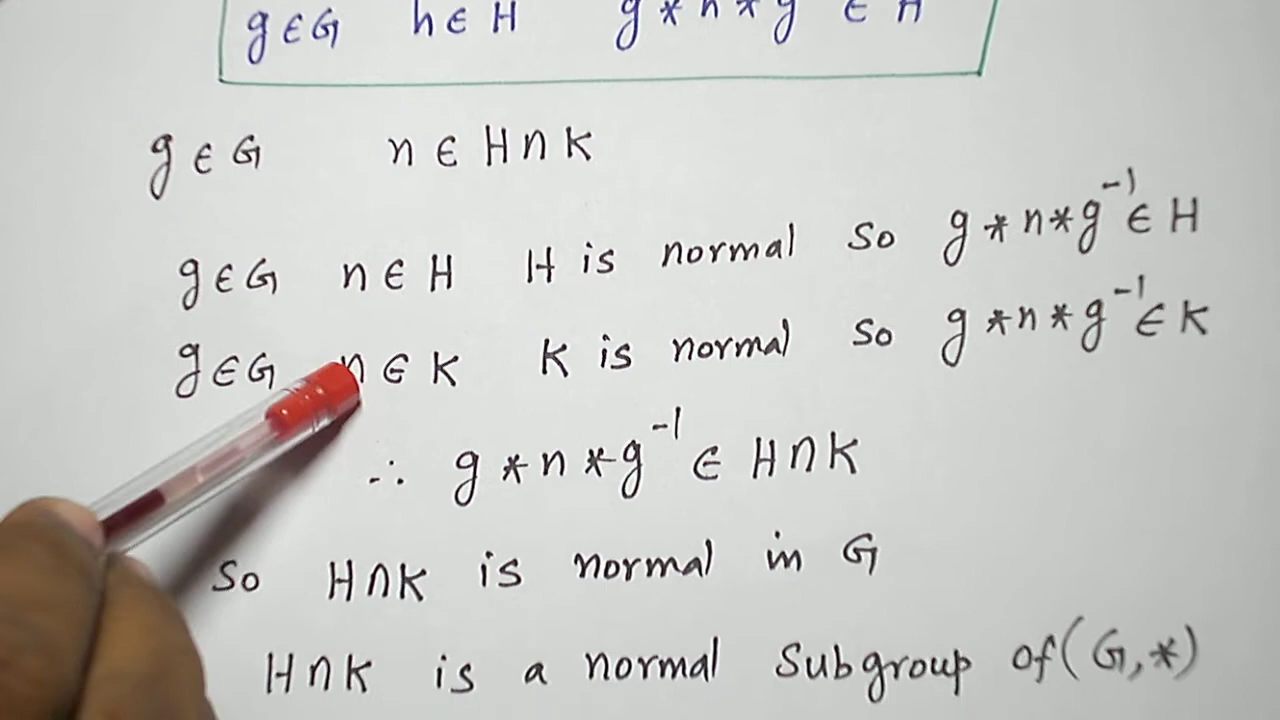 g ∈ G h ∈ H g * n * g ∈ H
g ∈ G n ∈ H ∩ K
g ∈ G n ∈ H H is normal so g * n * g⁻¹ ∈ H
g ∈ G n ∈ K K is normal so g * n * g⁻¹ ∈ K
∴ g * n * g⁻¹ ∈ H ∩ K
So H ∩ K is normal in G
H ∩ K is a normal Subgroup of (G, *)